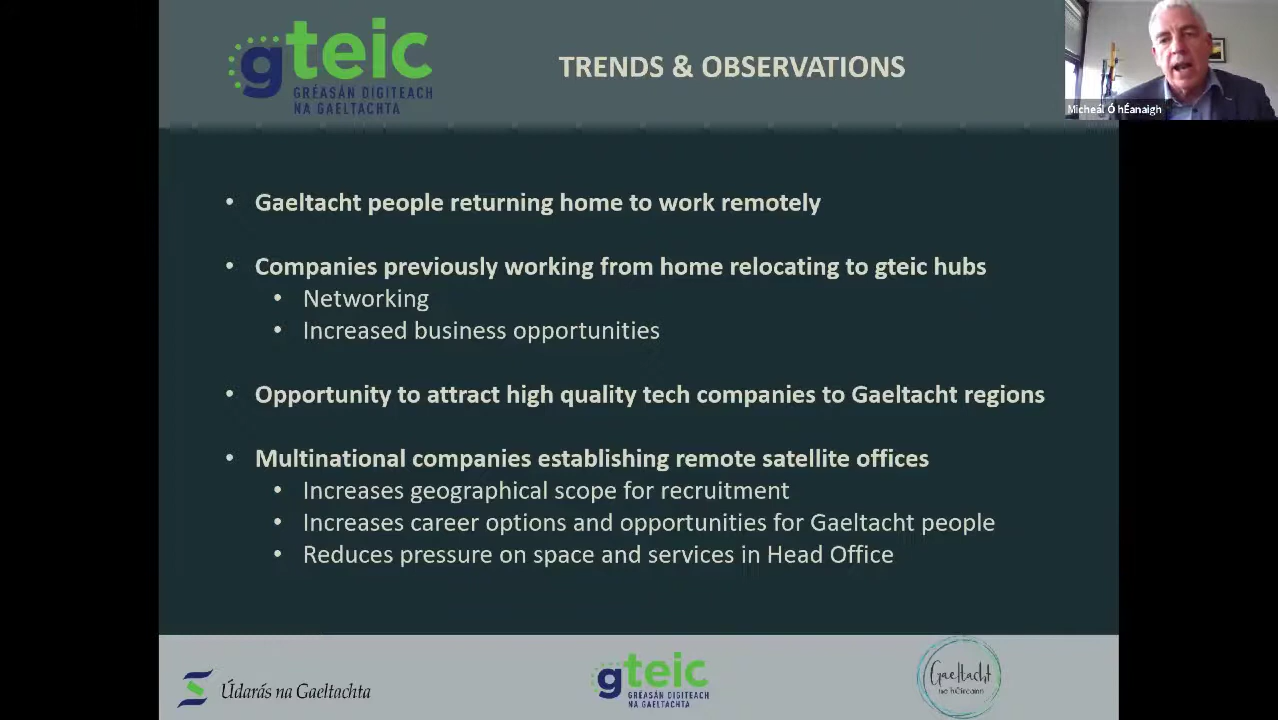 gteic
GRÉASÁN DIGITEACH
NA GAELTACHTA
TRENDS & OBSERVATIONS
Micheál Ó hÉanaigh
• Gaeltacht people returning home to work remotely
• Companies previously working from home relocating to gteic hubs
• Networking
• Increased business opportunities
• Opportunity to attract high quality tech companies to Gaeltacht regions
• Multinational companies establishing remote satellite offices
• Increases geographical scope for recruitment
• Increases career options and opportunities for Gaeltacht people
• Reduces pressure on space and services in Head Office
Údarás na Gaeltachta
gteic
GRÉASÁN DIGITEACH
NA GAELTACHTA
Gaeltacht
na hÉireann